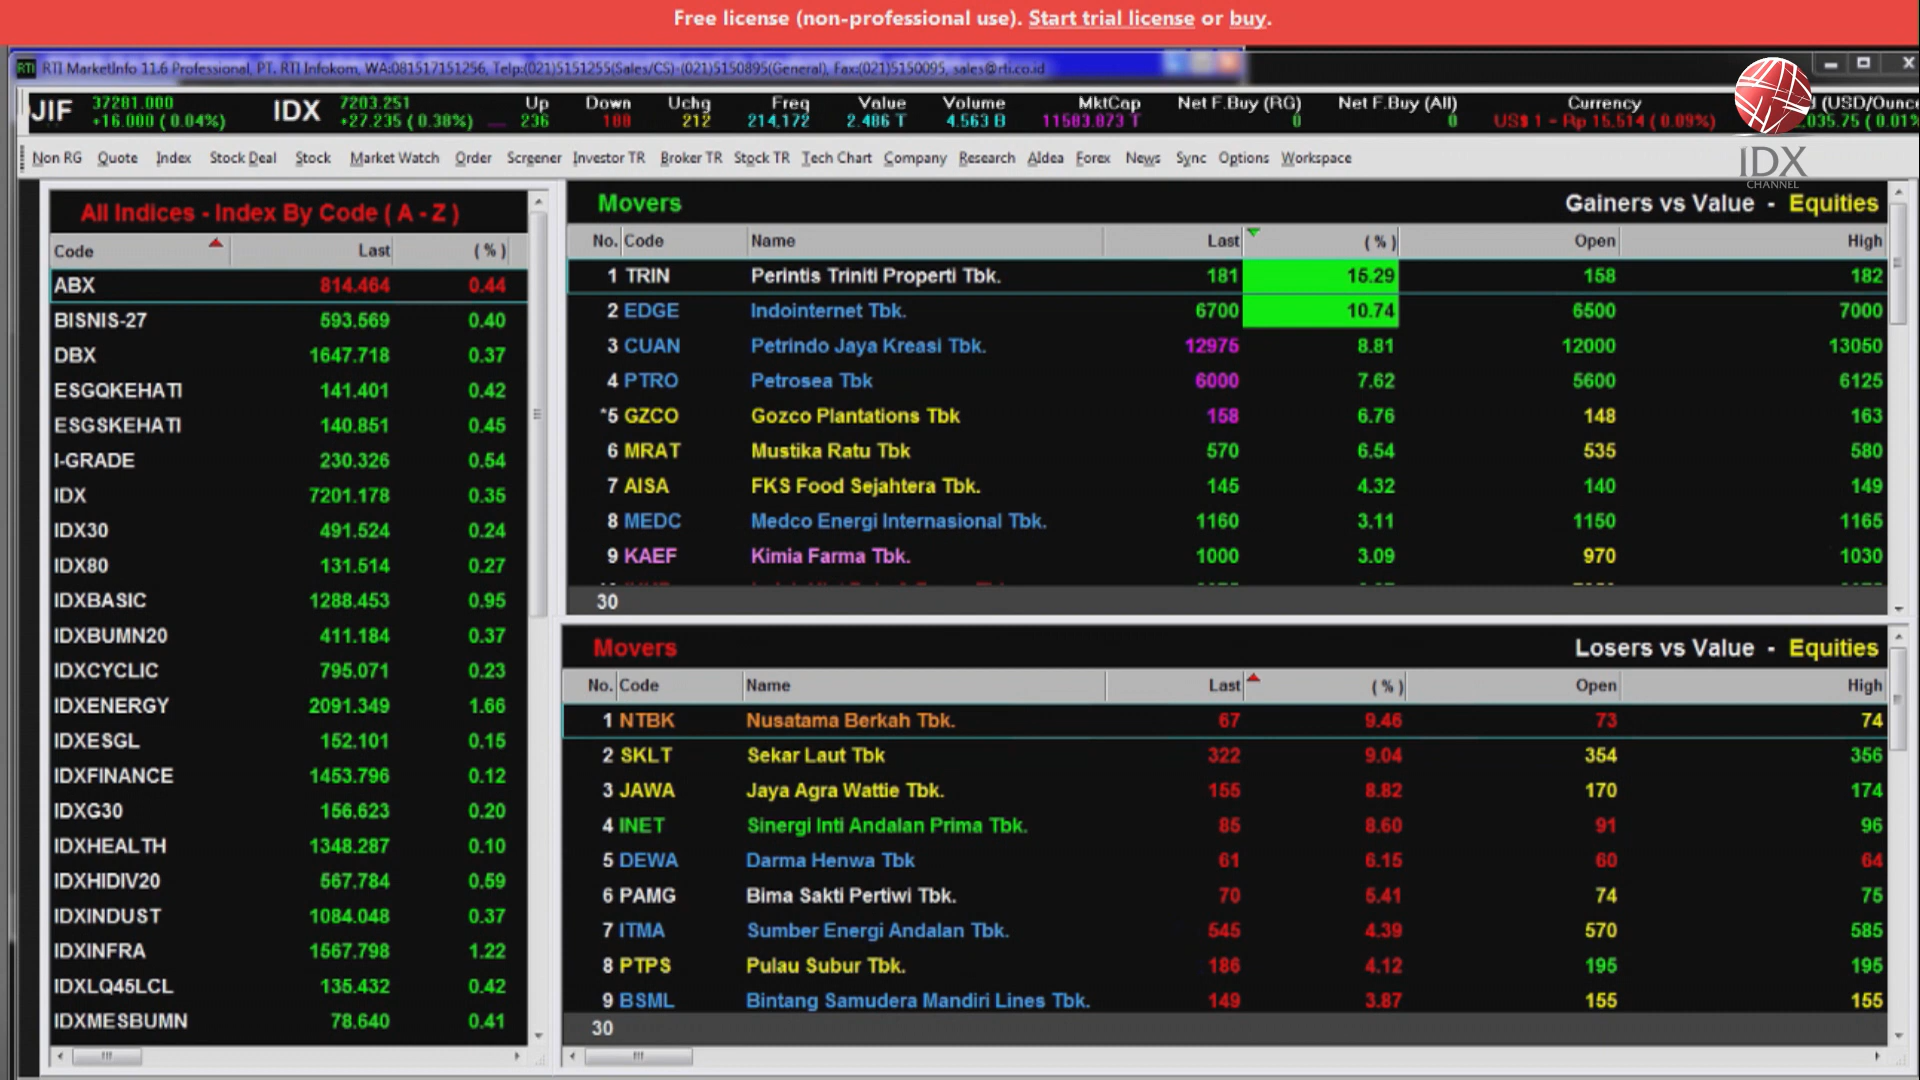 Free license (non-professional use). Start trial license or buy.
RTI MarketInfo 11.6 Professional, PT. RTI Infokom, WA:081517151256, Telp:(021)5151255(Sales/CS)-(021)5150895(General), Fax:(021)5150095, sales@rti.co.id
JIF 37281.000 IDX 7203.251 Up Down Uchg Freq Value Volume MktCap Net F.Buy (RG) Net F.Buy (All) Currency (USD/Ounce
+16.000 ( 0.04%) +27.235 ( 0.38%) 236 188 212 214,172 2.486 T 4.563 B 11583.873 T 0 0 US$ 1 = Rp 15,514 ( 0.09%) ,035.75 ( 0.01%
Non RG Quote Index Stock Deal Stock Market Watch Order Screener Investor TR Broker TR Stock TR Tech Chart Company Research AIdea Forex News Sync Options Workspace
IDX
CHANNEL
All Indices - Index By Code ( A - Z )
Code Last ( % )
ABX 814.464 0.44
BISNIS-27 593.569 0.40
DBX 1647.718 0.37
ESGQKEHATI 141.401 0.42
ESGSKEHATI 140.851 0.45
I-GRADE 230.326 0.54
IDX 7201.178 0.35
IDX30 491.524 0.24
IDX80 131.514 0.27
IDXBASIC 1288.453 0.95
IDXBUMN20 411.184 0.37
IDXCYCLIC 795.071 0.23
IDXENERGY 2091.349 1.66
IDXESGL 152.101 0.15
IDXFINANCE 1453.796 0.12
IDXG30 156.623 0.20
IDXHEALTH 1348.287 0.10
IDXHIDIV20 567.784 0.59
IDXINDUST 1084.048 0.37
IDXINFRA 1567.798 1.22
IDXLQ45LCL 135.432 0.42
IDXMESBUMN 78.640 0.41
Movers Gainers vs Value - Equities
No. Code Name Last ( % ) Open High
1 TRIN Perintis Triniti Properti Tbk. 181 15.29 158 182
2 EDGE Indointernet Tbk. 6700 10.74 6500 7000
3 CUAN Petrindo Jaya Kreasi Tbk. 12975 8.81 12000 13050
4 PTRO Petrosea Tbk 6000 7.62 5600 6125
*5 GZCO Gozco Plantations Tbk 158 6.76 148 163
6 MRAT Mustika Ratu Tbk 570 6.54 535 580
7 AISA FKS Food Sejahtera Tbk. 145 4.32 140 149
8 MEDC Medco Energi Internasional Tbk. 1160 3.11 1150 1165
9 KAEF Kimia Farma Tbk. 1000 3.09 970 1030
30
Movers Losers vs Value - Equities
No. Code Name Last ( % ) Open High
1 NTBK Nusatama Berkah Tbk. 67 9.46 73 74
2 SKLT Sekar Laut Tbk 322 9.04 354 356
3 JAWA Jaya Agra Wattie Tbk. 155 8.82 170 174
4 INET Sinergi Inti Andalan Prima Tbk. 85 8.60 91 96
5 DEWA Darma Henwa Tbk 61 6.15 60 64
6 PAMG Bima Sakti Pertiwi Tbk. 70 5.41 74 75
7 ITMA Sumber Energi Andalan Tbk. 545 4.39 570 585
8 PTPS Pulau Subur Tbk. 186 4.12 195 195
9 BSML Bintang Samudera Mandiri Lines Tbk. 149 3.87 155 155
30